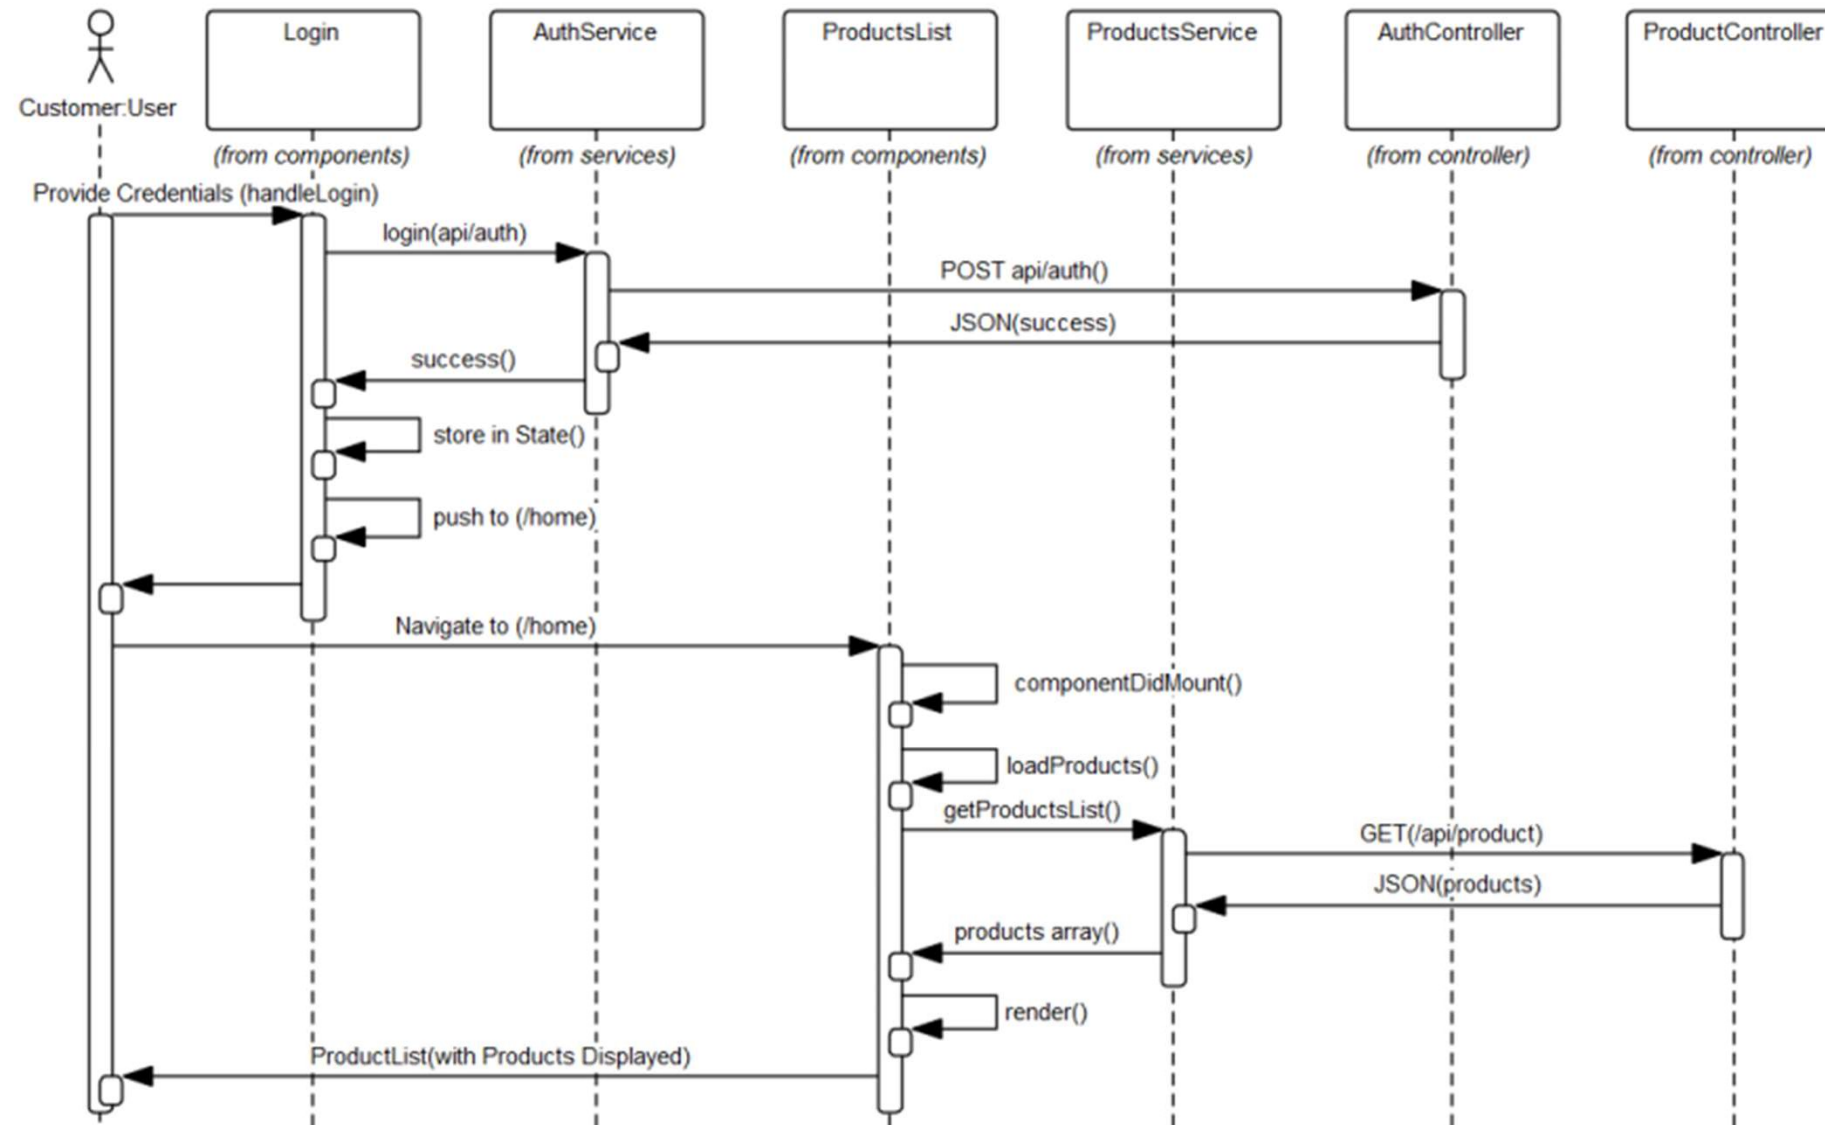 Login
AuthService
ProductsList
ProductsService
AuthController
ProductController
Customer:User
(from components)
(from services)
(from components)
(from services)
(from controller)
(from controller)
Provide Credentials (handleLogin)
login(api/auth)
POST api/auth()
JSON(success)
success()
store in State()
push to (/home)
Navigate to (/home)
componentDidMount()
loadProducts()
getProductsList()
GET(/api/product)
JSON(products)
products array()
render()
ProductList(with Products Displayed)